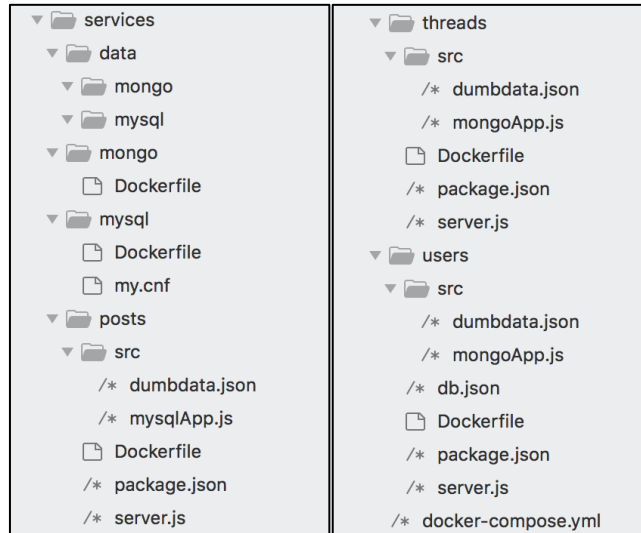 services
data
mongo
mysql
mongo
Dockerfile
mysql
Dockerfile
my.cnf
posts
src
/* dumbdata.json
/* mysqlApp.js
Dockerfile
/* package.json
/* server.js
threads
src
/* dumbdata.json
/* mongoApp.js
Dockerfile
/* package.json
/* server.js
users
src
/* dumbdata.json
/* mongoApp.js
/* db.json
Dockerfile
/* package.json
/* server.js
/* docker-compose.yml